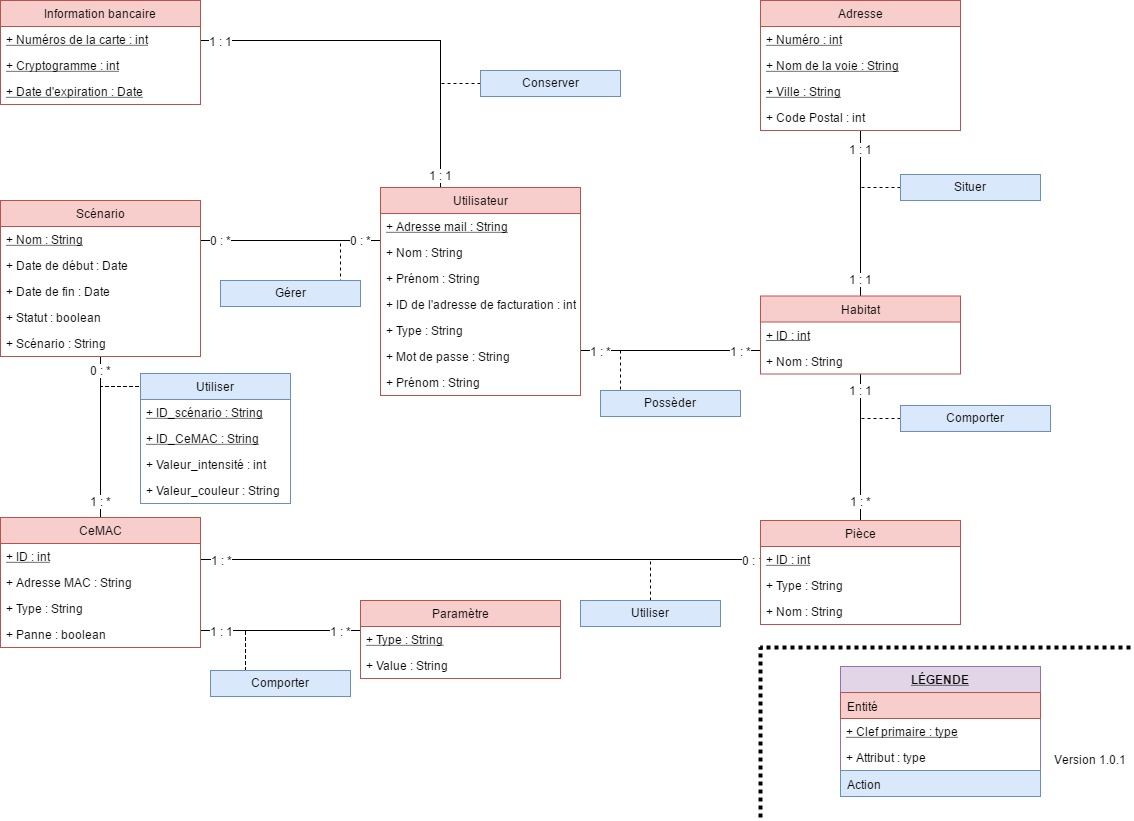 Information bancaire
+ Numéros de la carte : int
+ Cryptogramme : int
+ Date d'expiration : Date
1 : 1
Conserver
1 : 1
Adresse
+ Numéro : int
+ Nom de la voie : String
+ Ville : String
+ Code Postal : int
1 : 1
Situer
1 : 1
Scénario
+ Nom : String
+ Date de début : Date
+ Date de fin : Date
+ Statut : boolean
+ Scénario : String
0 : *
0 : *
Gérer
Utilisateur
+ Adresse mail : String
+ Nom : String
+ Prénom : String
+ ID de l'adresse de facturation : int
+ Type : String
+ Mot de passe : String
+ Prénom : String
1 : *
1 : *
Possèder
Habitat
+ ID : int
+ Nom : String
1 : 1
Comporter
1 : *
0 : *
Utiliser
+ ID_scénario : String
+ ID_CeMAC : String
+ Valeur_intensité : int
+ Valeur_couleur : String
1 : *
CeMAC
+ ID : int
+ Adresse MAC : String
+ Type : String
+ Panne : boolean
1 : *
0 :
Utiliser
Pièce
+ ID : int
+ Type : String
+ Nom : String
1 : 1
1 : *
Comporter
Paramètre
+ Type : String
+ Value : String
LÉGENDE
Entité
+ Clef primaire : type
+ Attribut : type
Action
Version 1.0.1